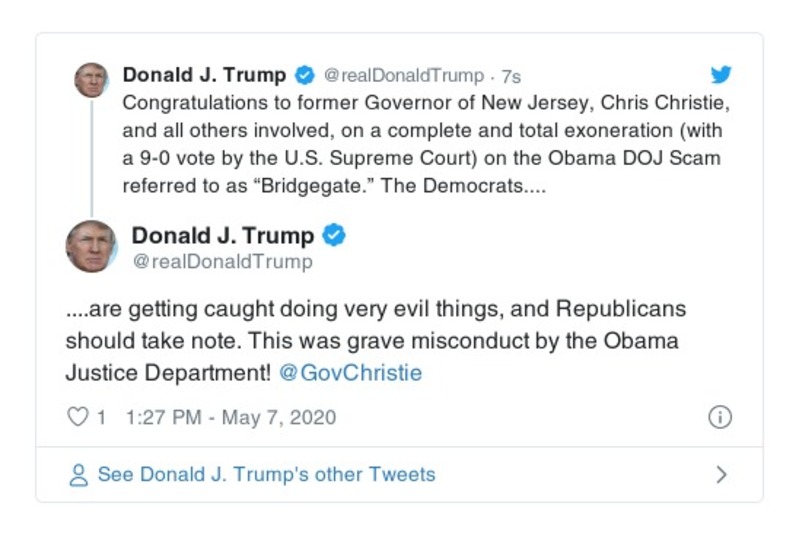 Donald J. Trump @realDonaldTrump · 7s
Congratulations to former Governor of New Jersey, Chris Christie,
and all others involved, on a complete and total exoneration (with
a 9-0 vote by the U.S. Supreme Court) on the Obama DOJ Scam
referred to as “Bridgegate.” The Democrats....
Donald J. Trump
@realDonaldTrump
....are getting caught doing very evil things, and Republicans
should take note. This was grave misconduct by the Obama
Justice Department! @GovChristie
1 1:27 PM - May 7, 2020
See Donald J. Trump's other Tweets